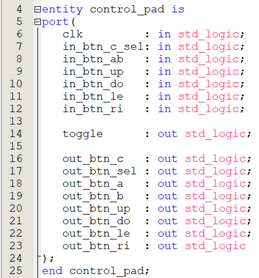 4 entity control_pad is
5 port(
6 clk : in std_logic;
7 in_btn_c_sel: in std_logic;
8 in_btn_ab : in std_logic;
9 in_btn_up : in std_logic;
10 in_btn_do : in std_logic;
11 in_btn_le : in std_logic;
12 in_btn_ri : in std_logic;
13
14 toggle : out std_logic;
15
16 out_btn_c : out std_logic;
17 out_btn_sel : out std_logic;
18 out_btn_a : out std_logic;
19 out_btn_b : out std_logic;
20 out_btn_up : out std_logic;
21 out_btn_do : out std_logic;
22 out_btn_le : out std_logic;
23 out_btn_ri : out std_logic
24 );
25 end control_pad;